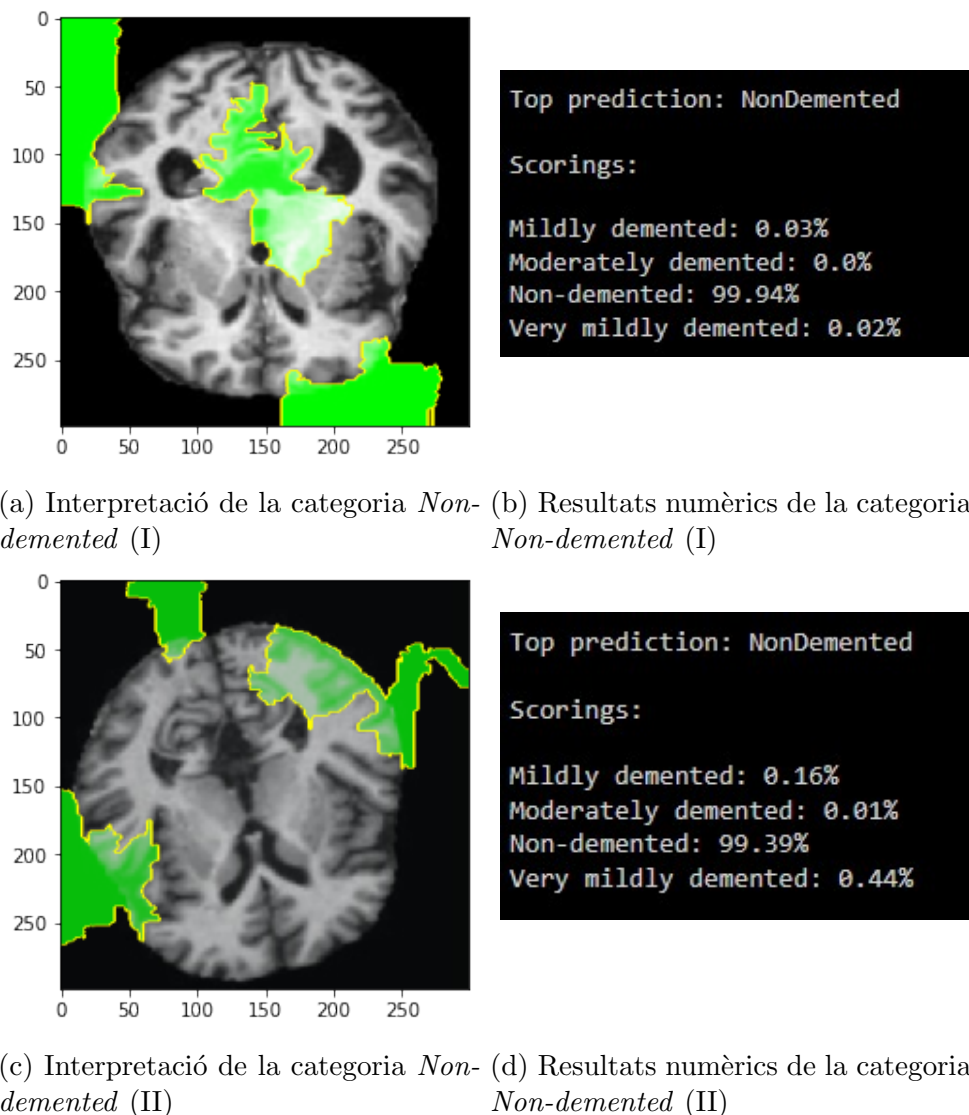 0
50
100
150
200
250
0 50 100 150 200 250
Top prediction: NonDemented
Scorings:
Mildly demented: 0.03%
Moderately demented: 0.0%
Non-demented: 99.94%
Very mildly demented: 0.02%
(a) Interpretació de la categoria Non-
demented (I)
(b) Resultats numèrics de la categoria
Non-demented (I)
0
50
100
150
200
250
0 50 100 150 200 250
Top prediction: NonDemented
Scorings:
Mildly demented: 0.16%
Moderately demented: 0.01%
Non-demented: 99.39%
Very mildly demented: 0.44%
(c) Interpretació de la categoria Non-
demented (II)
(d) Resultats numèrics de la categoria
Non-demented (II)